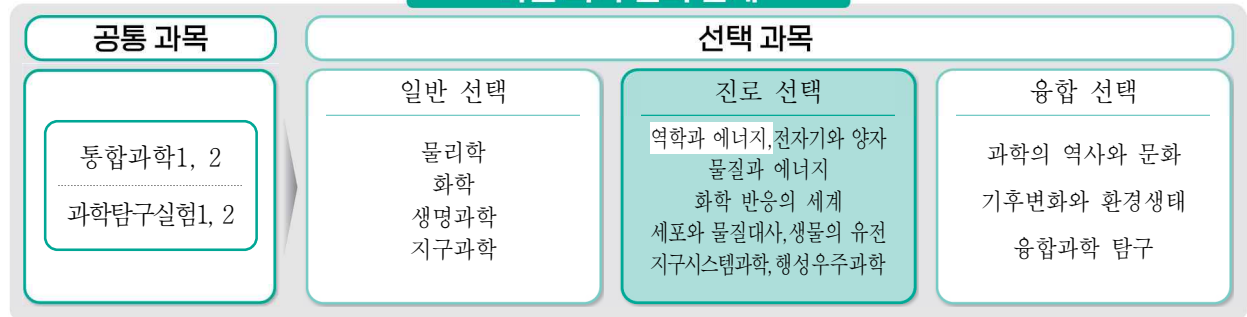 공통 과목
선택 과목
통합과학1, 2
과학탐구실험1, 2
일반 선택
물리학
화학
생명과학
지구과학
진로 선택
역학과 에너지, 전자기와 양자
물질과 에너지
화학 반응의 세계
세포와 물질대사, 생물의 유전
지구시스템과학, 행성우주과학
융합 선택
과학의 역사와 문화
기후변화와 환경생태
융합과학 탐구